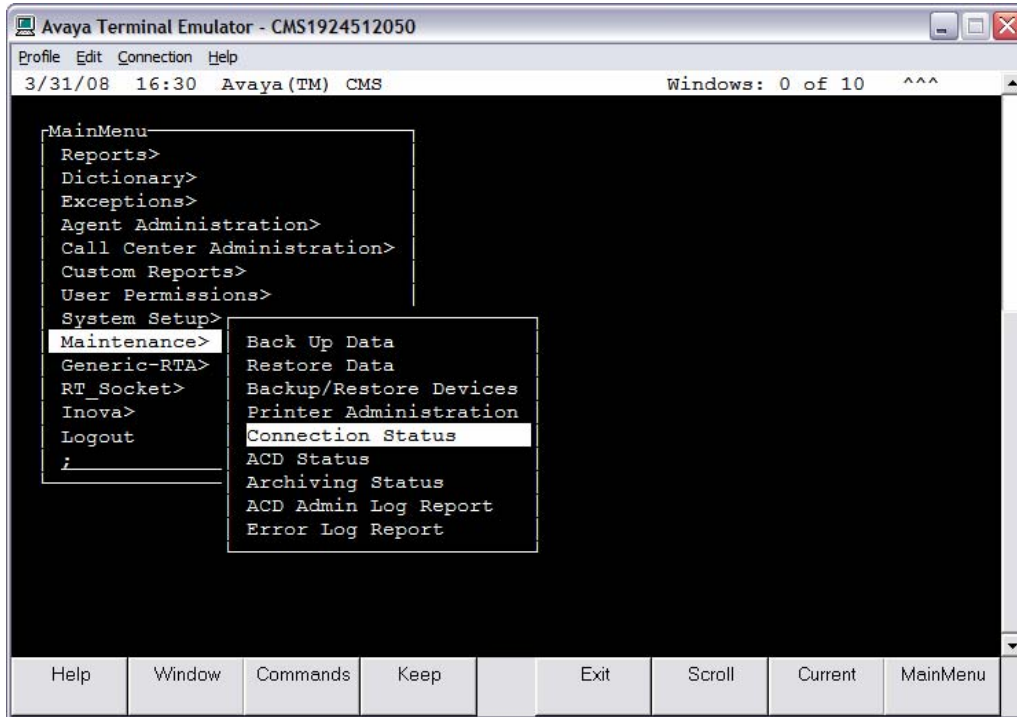 Avaya Terminal Emulator - CMS1924512050
Profile Edit Connection Help
3/31/08 16:30 Avaya(TM) CMS Windows: 0 of 10 ^^^
MainMenu
Reports>
Dictionary>
Exceptions>
Agent Administration>
Call Center Administration>
Custom Reports>
User Permissions>
System Setup>
Maintenance>
Generic-RTA>
RT_Socket>
Inova>
Logout
;
Back Up Data
Restore Data
Backup/Restore Devices
Printer Administration
Connection Status
ACD Status
Archiving Status
ACD Admin Log Report
Error Log Report
Help Window Commands Keep Exit Scroll Current MainMenu